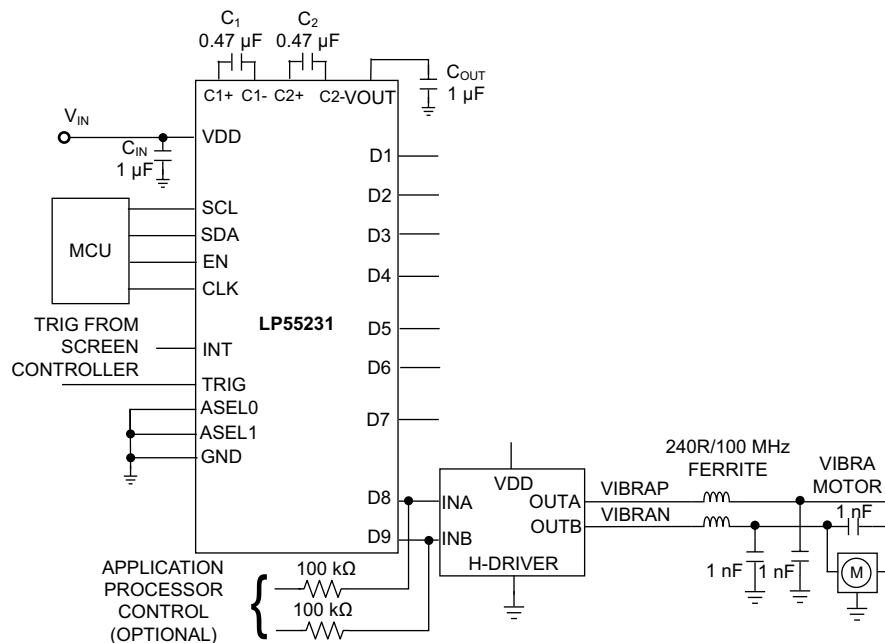 C1
0.47 µF
C2
0.47 µF
COUT
1 µF
C1+ C1- C2+ C2- VOUT
VIN
CIN
1 µF
VDD
MCU
SCL
SDA
EN
CLK
TRIG FROM
SCREEN
CONTROLLER
INT
TRIG
ASEL0
ASEL1
GND
LP55231
D1
D2
D3
D4
D5
D6
D7
D8
D9
VDD
INA
INB
OUTA
OUTB
H-DRIVER
VIBRAP
VIBRAN
240R/100 MHz
FERRITE
VIBRA
MOTOR
1 nF
1 nF
1 nF
M
APPLICATION
PROCESSOR
CONTROL
(OPTIONAL)
100 kΩ
100 kΩ